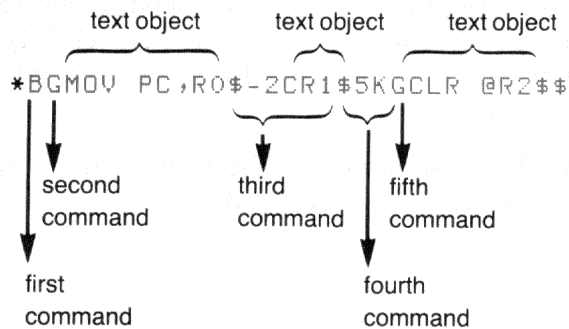 text object text object text object
*BGMOV PC,R0$-2CR1$5KGCLR @R2$$
second third fifth
command command command
first fourth
command command